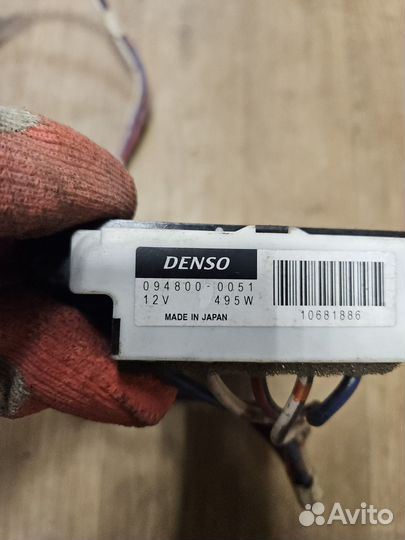 DENSO
094800-0051
12V 495W
MADE IN JAPAN
10681886
Avito